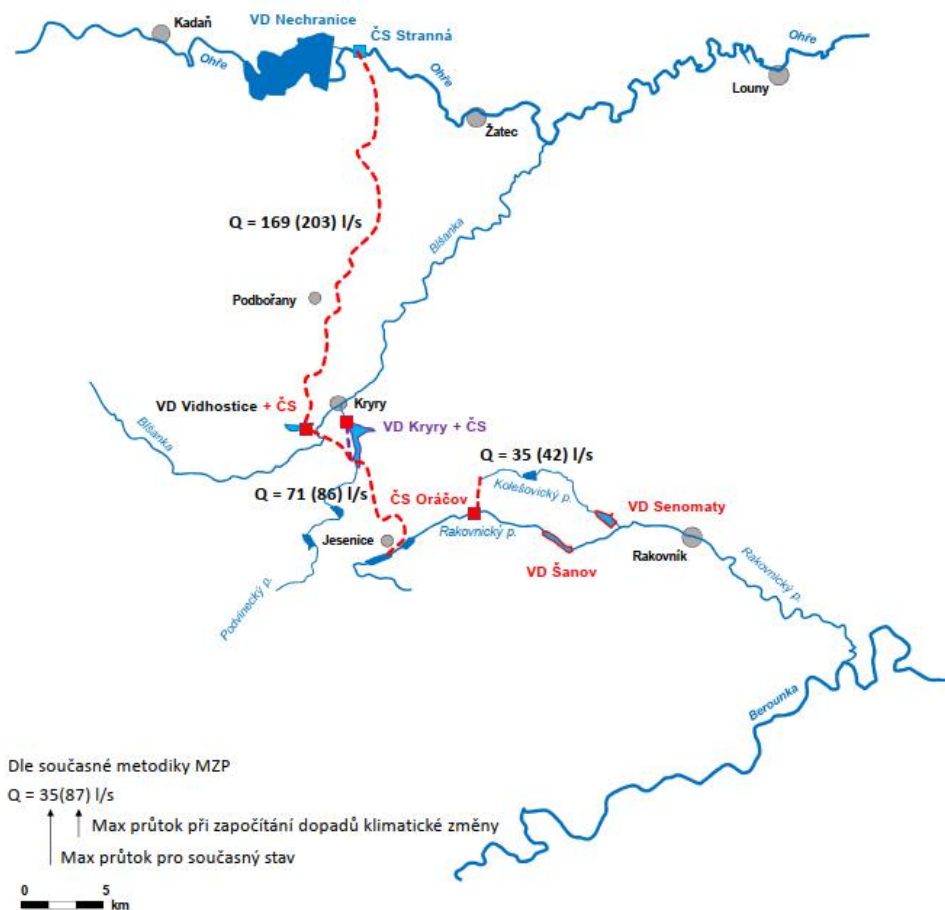 Kadaň
VD Nechranice
ČS Stranná
Ohře
Ohře
Ohře
Louny
Žatec
Q = 169 (203) l/s
Blšanka
Podbořany
Kryry
VD Vidhostice + ČS
VD Kryry + ČS
Blšanka
Q = 35 (42) l/s
Q = 71 (86) l/s
ČS Oráčov
Kolešovický p.
VD Senomaty
Jesenice
Rakovnický p.
Rakovník
VD Šanov
Podvinecký p.
Rakovnický p.
Berounka
Dle současné metodiky MZP
Q = 35(87) l/s
Max průtok při započítání dopadů klimatické změny
Max průtok pro současný stav
0 5
km